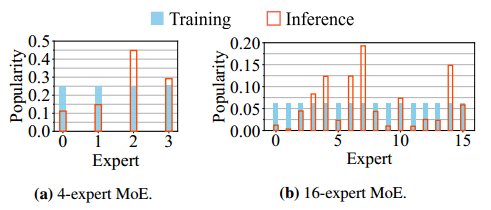 Training Inference
Popularity
0.5
0.4
0.3
0.2
0.1
0.0
0 1 2 3
Expert
(a) 4-expert MoE.
Popularity
0.20
0.15
0.10
0.05
0.00
0 5 10 15
Expert
(b) 16-expert MoE.